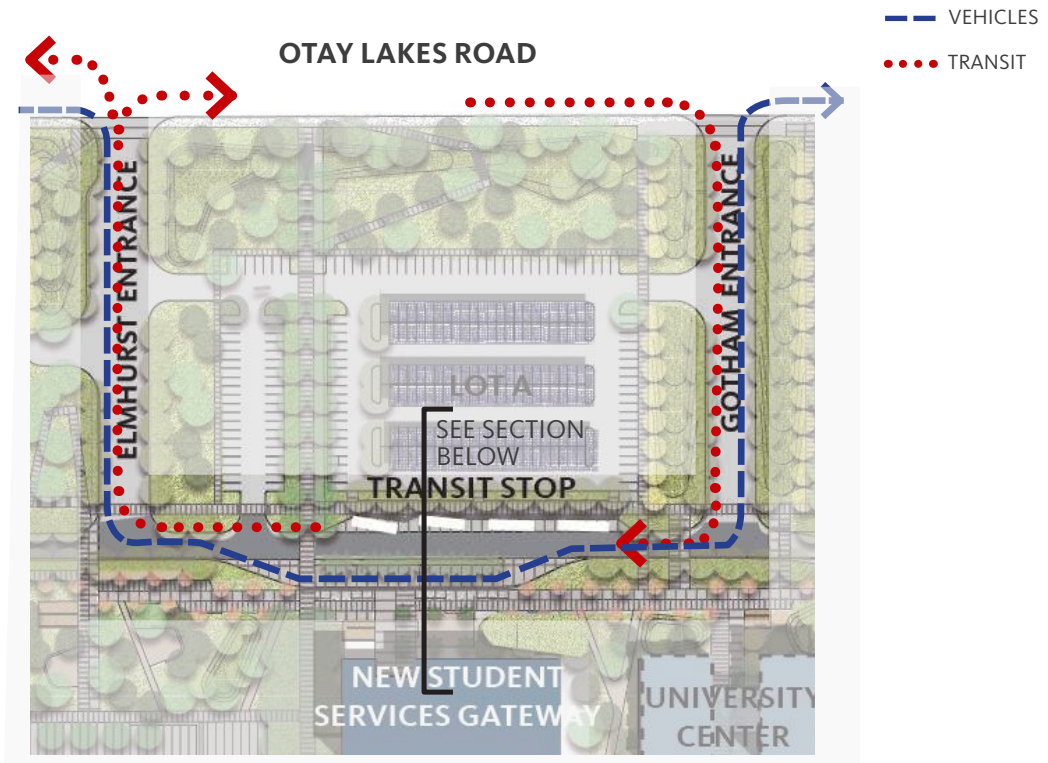 VEHICLES
TRANSIT
OTAY LAKES ROAD
ELMHURST ENTRANCE
GOTHAM ENTRANCE
LOT A
SEE SECTION
BELOW
TRANSIT STOP
NEW STUDENT
SERVICES GATEWAY
UNIVERSITY
CENTER